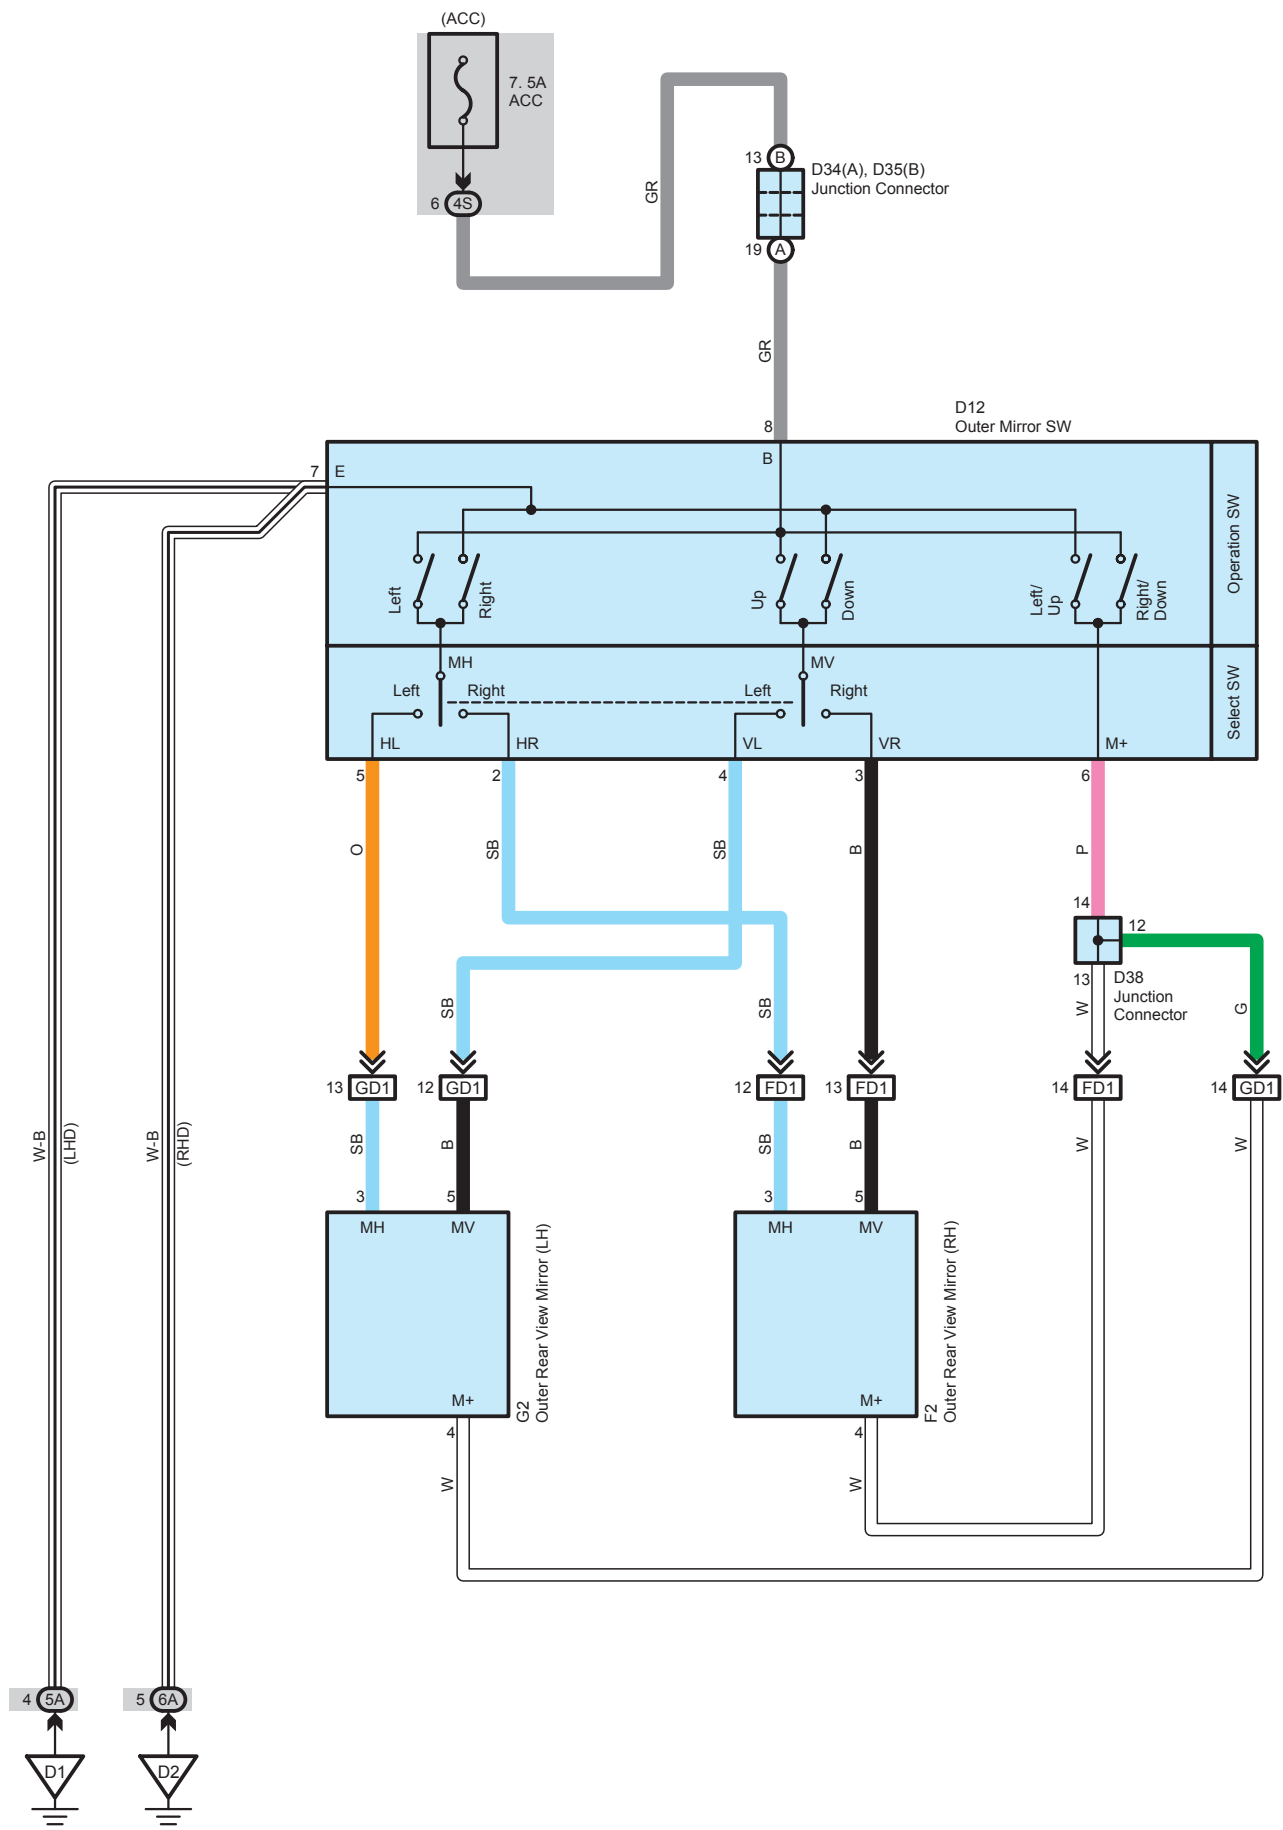 (ACC)
7. 5A
ACC
6
4S
GR
13
B
D34(A), D35(B)
Junction Connector
19
A
GR
D12
Outer Mirror SW
8
7
E
B
Operation SW
Left
Right
Up
Down
Left/
Up
Right/
Down
MH
MV
Left
Right
Left
Right
Select SW
HL
HR
VL
VR
M+
5
2
4
3
6
O
SB
SB
B
P
14
12
13
D38
Junction
Connector
SB
SB
W
G
13
GD1
12
GD1
12
FD1
13
FD1
14
FD1
14
GD1
W-B
(LHD)
W-B
(RHD)
SB
B
SB
B
W
W
3
5
3
5
MH
MV
MH
MV
G2
Outer Rear View Mirror (LH)
F2
Outer Rear View Mirror (RH)
M+
M+
4
4
W
W
4
5A
5
6A
D1
D2